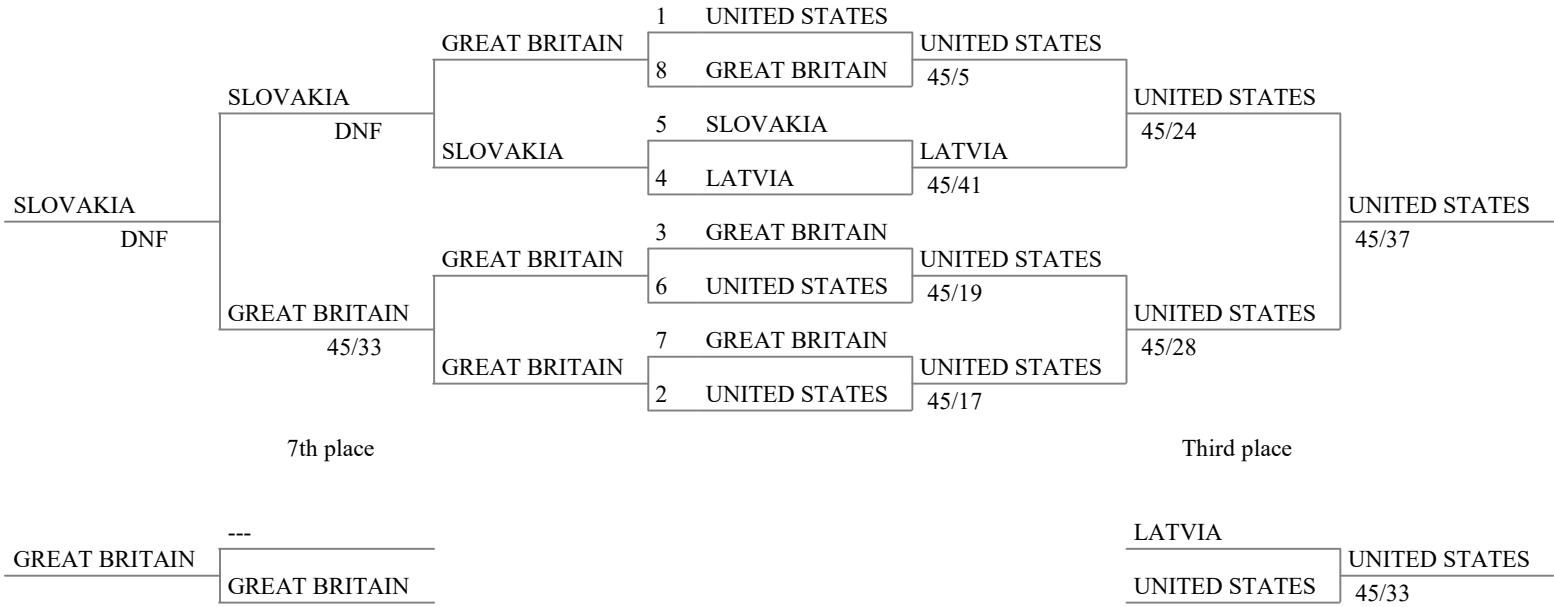 1 UNITED STATES
GREAT BRITAIN UNITED STATES
8 GREAT BRITAIN 45/5
SLOVAKIA UNITED STATES
DNF 5 SLOVAKIA 45/24
SLOVAKIA LATVIA
4 LATVIA 45/41
SLOVAKIA UNITED STATES
DNF 3 GREAT BRITAIN 45/37
GREAT BRITAIN UNITED STATES
6 UNITED STATES 45/19
GREAT BRITAIN UNITED STATES
45/33 7 GREAT BRITAIN 45/28
GREAT BRITAIN UNITED STATES
2 UNITED STATES 45/17
7th place Third place
--- LATVIA
GREAT BRITAIN UNITED STATES
GREAT BRITAIN UNITED STATES 45/33